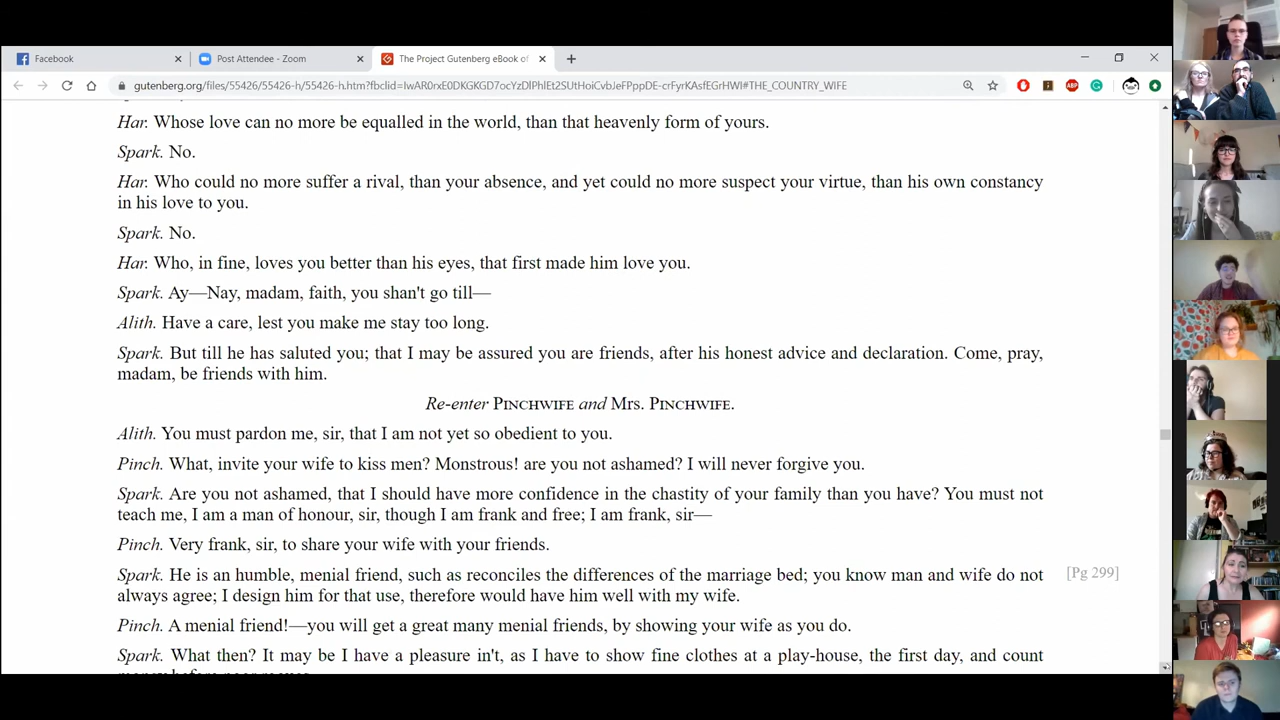 Facebook
Post Attendee - Zoom
The Project Gutenberg eBook of
gutenberg.org/files/55426/55426-h/55426-h.htm?fbclid=IwAR0rxE0TKGKGD7ocYzDlPhlEt2SUtHoiCvbJeFPppDE-crFyrKAsfEGrHWI#THE_COUNTRY_WIFE
Har. Whose love can no more be equalled in the world, than that heavenly form of yours.
Spark. No.
Har. Who could no more suffer a rival, than your absence, and yet could no more suspect your virtue, than his own constancy
in his love to you.
Spark. No.
Har. Who, in fine, loves you better than his eyes, that first made him love you.
Spark. Ay—Nay, madam, faith, you shan't go till—
Alith. Have a care, lest you make me stay too long.
Spark. But till he has saluted you; that I may be assured you are friends, after his honest advice and declaration. Come, pray,
madam, be friends with him.
Re-enter PINCHWIFE and Mrs. PINCHWIFE.
Alith. You must pardon me, sir, that I am not yet so obedient to you.
Pinch. What, invite your wife to kiss men? Monstrous! are you not ashamed? I will never forgive you.
Spark. Are you not ashamed, that I should have more confidence in the chastity of your family than you have? You must not
teach me, I am a man of honour, sir, though I am frank and free; I am frank, sir—
Pinch. Very frank, sir, to share your wife with your friends.
Spark. He is an humble, menial friend, such as reconciles the differences of the marriage bed; you know man and wife do not
[Pg 299]
always agree; I design him for that use, therefore would have him well with my wife.
Pinch. A menial friend!—you will get a great many menial friends, by showing your wife as you do.
Spark. What then? It may be I have a pleasure in't, as I have to show fine clothes at a play-house, the first day, and count